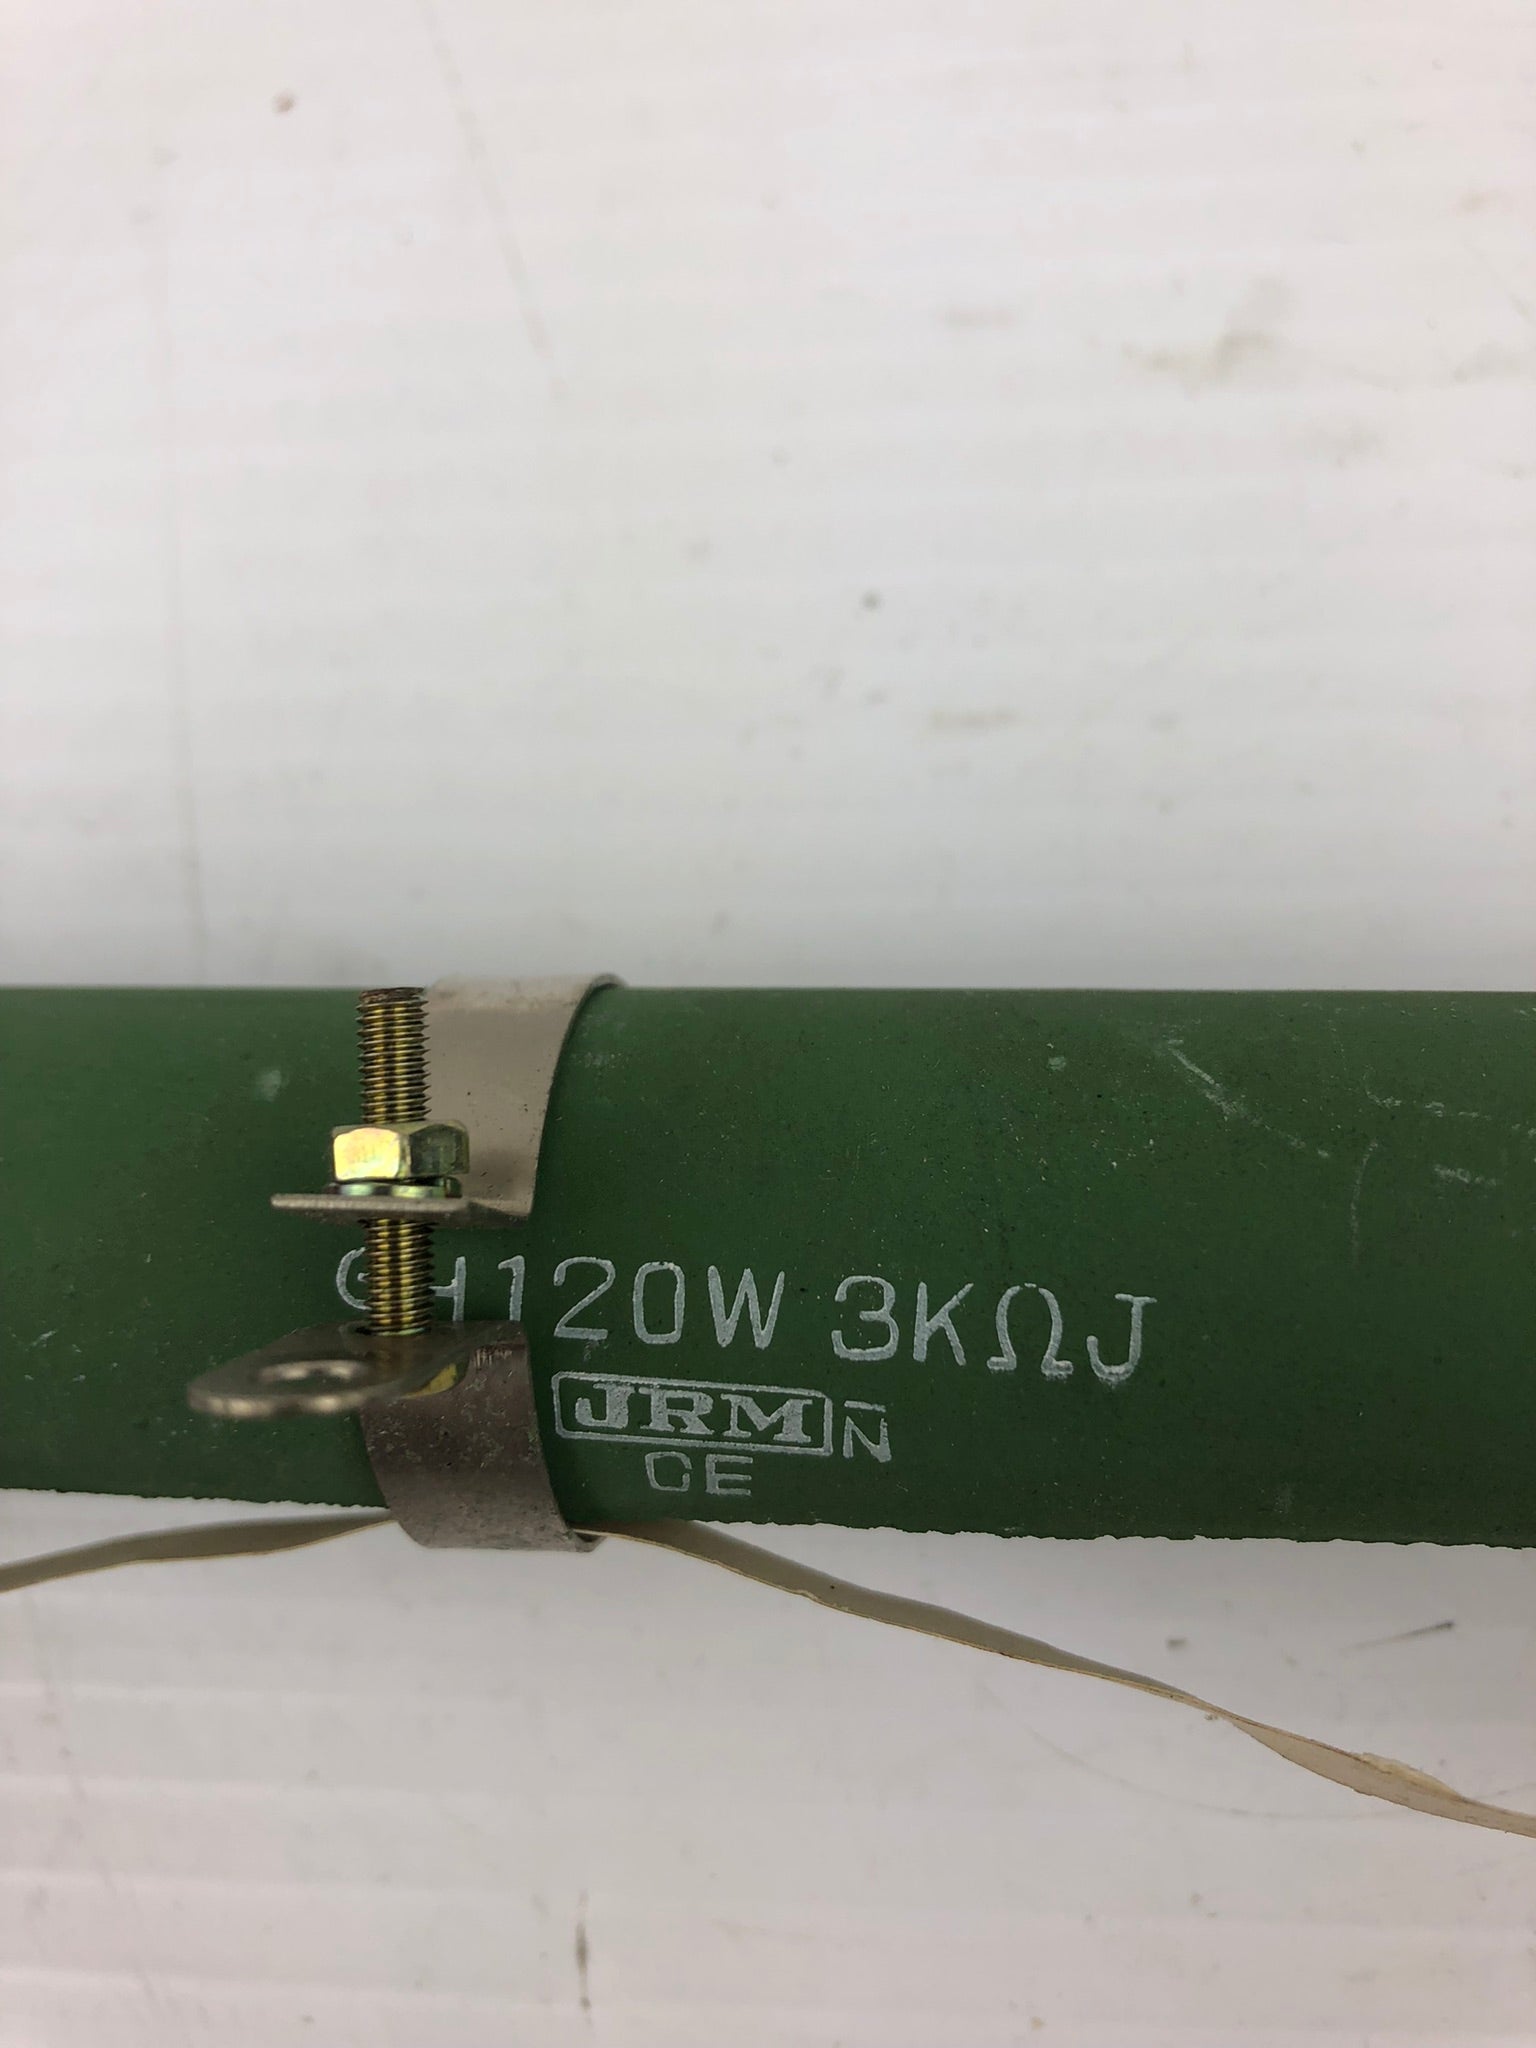 GH120W 3KΩJ
JRM N̄
CE